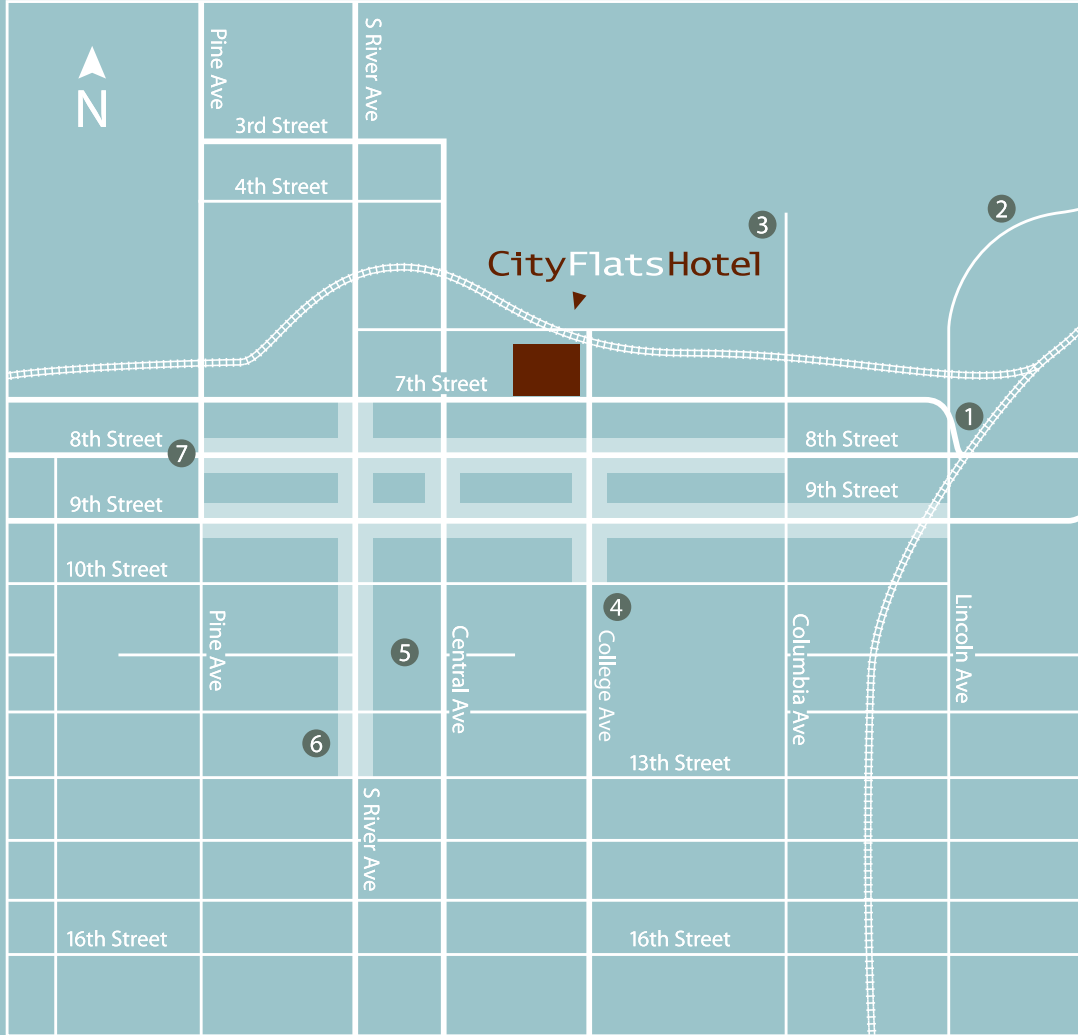 S River Ave
Pine Ave
N
3rd Street
4th Street
2
3
CityFlatsHotel
7th Street
1
8th Street
8th Street
7
9th Street
9th Street
10th Street
4
Pine Ave
5
Central Ave
College Ave
Columbia Ave
Lincoln Ave
6
13th Street
S River Ave
16th Street
16th Street